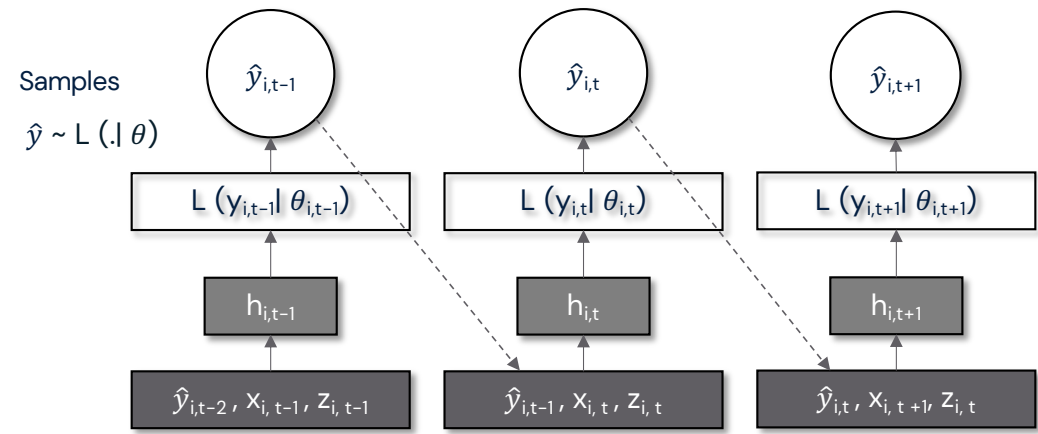 ŷᵢ,ₜ₋₁ ŷᵢ,ₜ ŷᵢ,ₜ₊₁
Samples
ŷ ~ L (.| θ)
L (yᵢ,ₜ₋₁| θᵢ,ₜ₋₁) L (yᵢ,ₜ| θᵢ,ₜ) L (yᵢ,ₜ₊₁| θᵢ,ₜ₊₁)
hᵢ,ₜ₋₁ hᵢ,ₜ hᵢ,ₜ₊₁
ŷᵢ,ₜ₋₂ , xᵢ, ₜ₋₁ , zᵢ, ₜ₋₁ ŷᵢ,ₜ₋₁ , xᵢ, ₜ , zᵢ, ₜ ŷᵢ,ₜ , xᵢ, ₜ ₊₁, zᵢ, ₜ